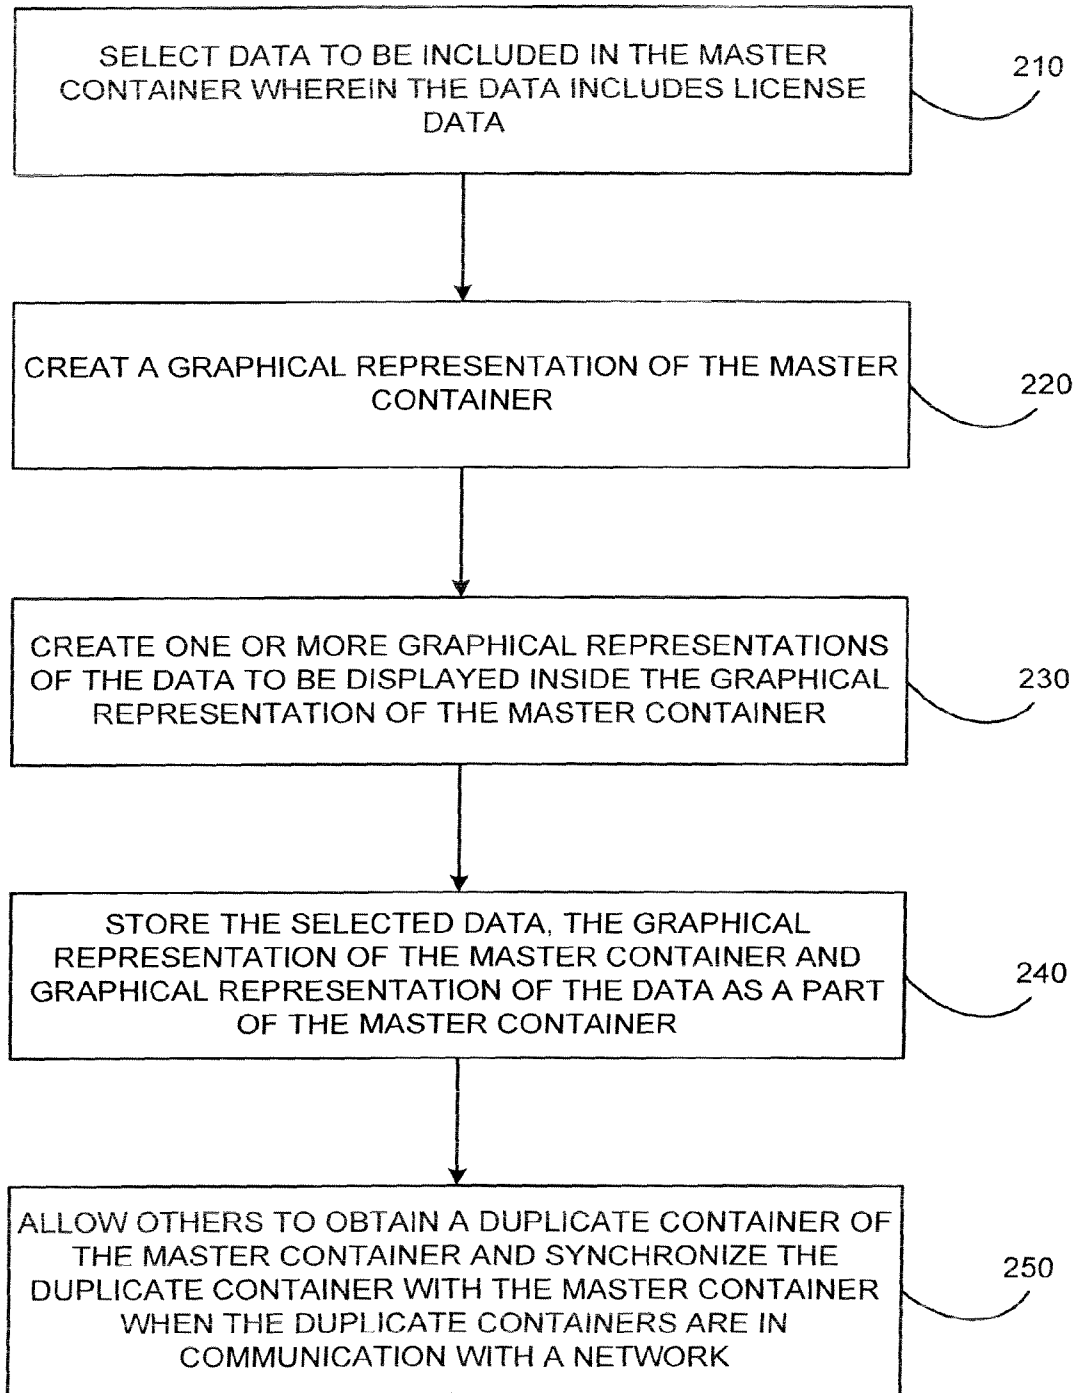 SELECT DATA TO BE INCLUDED IN THE MASTER
CONTAINER WHEREIN THE DATA INCLUDES LICENSE
DATA
210
CREAT A GRAPHICAL REPRESENTATION OF THE MASTER
CONTAINER
220
CREATE ONE OR MORE GRAPHICAL REPRESENTATIONS
OF THE DATA TO BE DISPLAYED INSIDE THE GRAPHICAL
REPRESENTATION OF THE MASTER CONTAINER
230
STORE THE SELECTED DATA, THE GRAPHICAL
REPRESENTATION OF THE MASTER CONTAINER AND
GRAPHICAL REPRESENTATION OF THE DATA AS A PART
OF THE MASTER CONTAINER
240
ALLOW OTHERS TO OBTAIN A DUPLICATE CONTAINER OF
THE MASTER CONTAINER AND SYNCHRONIZE THE
DUPLICATE CONTAINER WITH THE MASTER CONTAINER
WHEN THE DUPLICATE CONTAINERS ARE IN
COMMUNICATION WITH A NETWORK
250